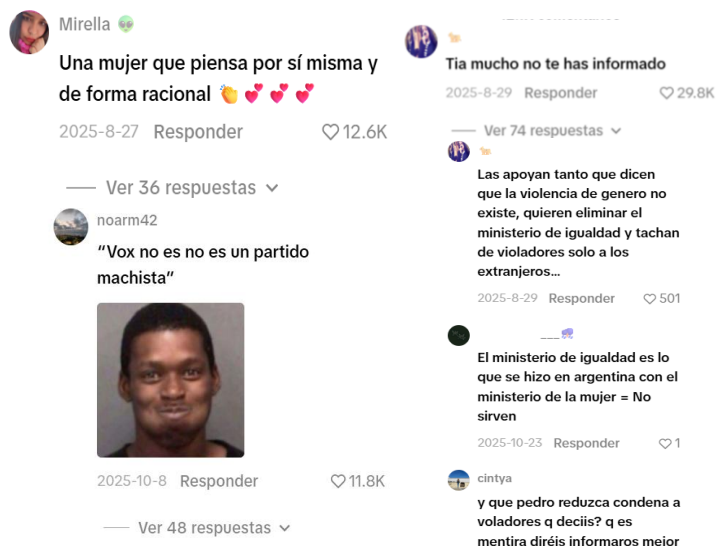 Mirella
Una mujer que piensa por sí misma y
de forma racional 👏 💕 💕 💕
2025-8-27 Responder 12.6K
Ver 36 respuestas
noarm42
“Vox no es no es un partido
machista”
2025-10-8 Responder 11.8K
Ver 48 respuestas
Tia mucho no te has informado
2025-8-29 Responder 29.8K
Ver 74 respuestas
Las apoyan tanto que dicen
que la violencia de genero no
existe, quieren eliminar el
ministerio de igualdad y tachan
de violadores solo a los
extranjeros...
2025-8-29 Responder 501
___
El ministerio de igualdad es lo
que se hizo en argentina con el
ministerio de la mujer = No
sirven
2025-10-23 Responder 1
cintya
y que pedro reduzca condena a
voladores q deciis? q es
mentira diréis informaros mejor